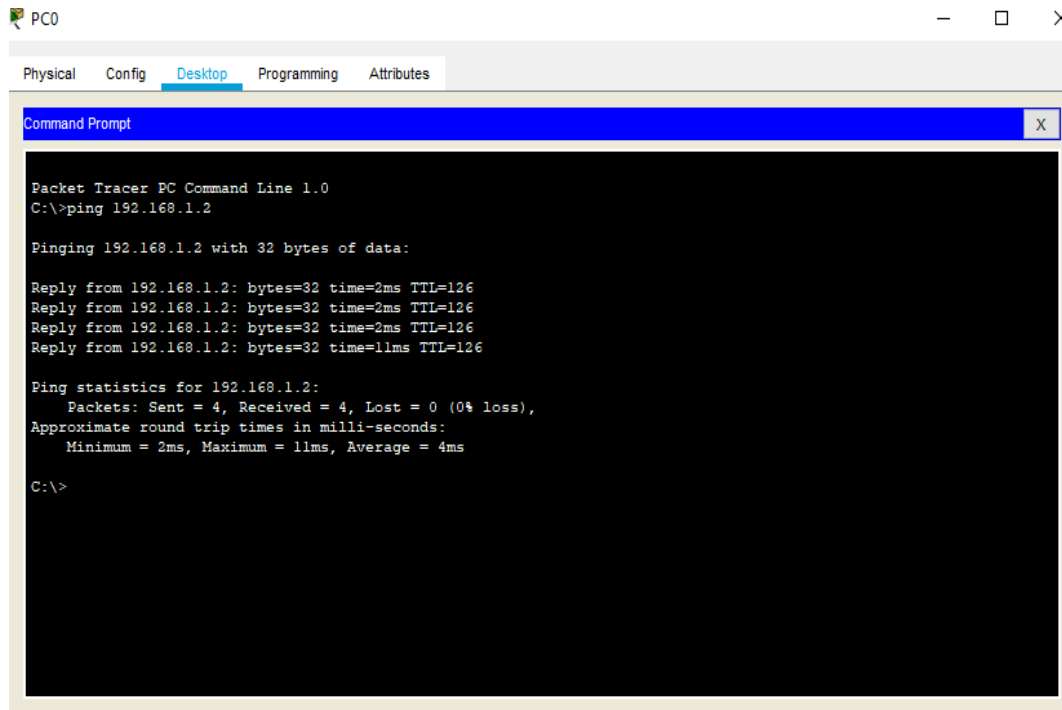 PC0
Physical Config Desktop Programming Attributes
Command Prompt X
Packet Tracer PC Command Line 1.0
C:\>ping 192.168.1.2
Pinging 192.168.1.2 with 32 bytes of data:
Reply from 192.168.1.2: bytes=32 time=2ms TTL=126
Reply from 192.168.1.2: bytes=32 time=2ms TTL=126
Reply from 192.168.1.2: bytes=32 time=2ms TTL=126
Reply from 192.168.1.2: bytes=32 time=11ms TTL=126
Ping statistics for 192.168.1.2:
Packets: Sent = 4, Received = 4, Lost = 0 (0% loss),
Approximate round trip times in milli-seconds:
Minimum = 2ms, Maximum = 11ms, Average = 4ms
C:\>